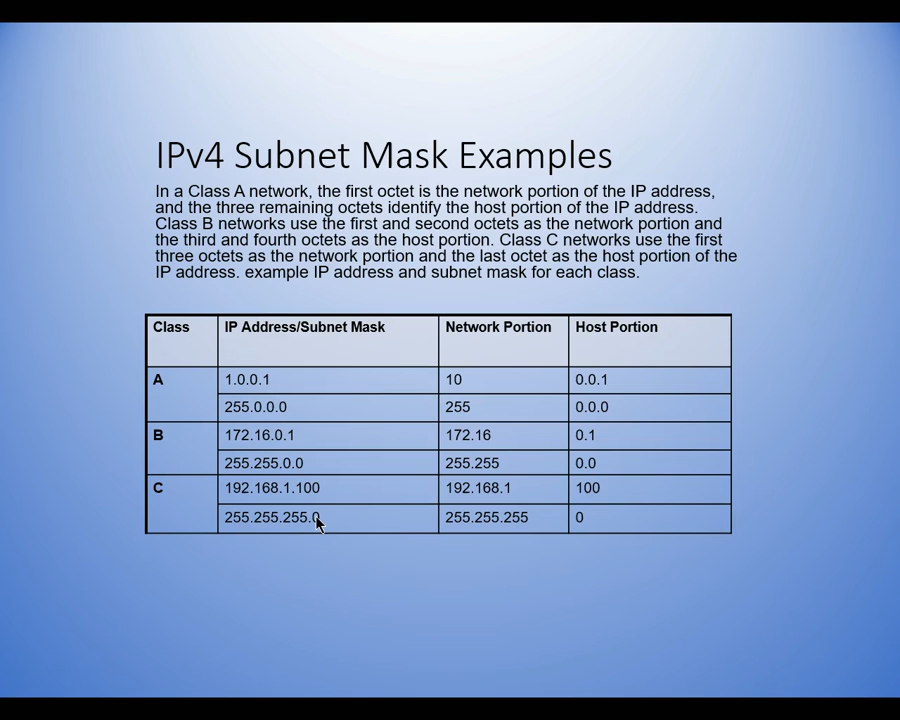 IPv4 Subnet Mask Examples
In a Class A network, the first octet is the network portion of the IP address,
and the three remaining octets identify the host portion of the IP address.
Class B networks use the first and second octets as the network portion and
the third and fourth octets as the host portion. Class C networks use the first
three octets as the network portion and the last octet as the host portion of the
IP address. example IP address and subnet mask for each class.
Class IP Address/Subnet Mask Network Portion Host Portion
A 1.0.0.1 10 0.0.1
255.0.0.0 255 0.0.0
B 172.16.0.1 172.16 0.1
255.255.0.0 255.255 0.0
C 192.168.1.100 192.168.1 100
255.255.255.0 255.255.255 0